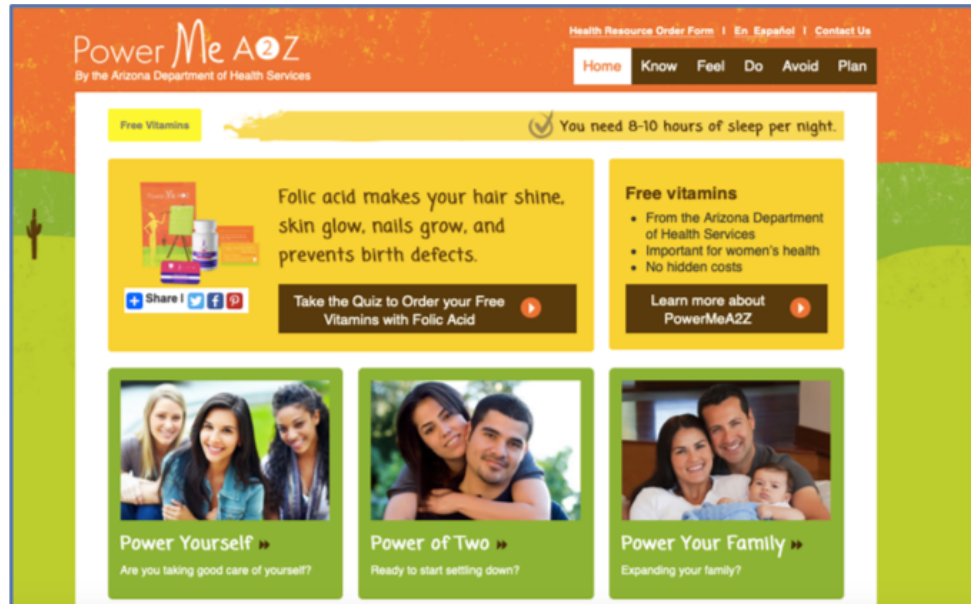 Health Resource Order Form | En Español | Contact Us
Power Me A2Z
By the Arizona Department of Health Services
Home Know Feel Do Avoid Plan
Free Vitamins
You need 8-10 hours of sleep per night.
Folic acid makes your hair shine,
skin glow, nails grow, and
prevents birth defects.
Share |
Take the Quiz to Order your Free
Vitamins with Folic Acid
Free vitamins
From the Arizona Department
of Health Services
Important for women's health
No hidden costs
Learn more about
PowerMeA2Z
Power Yourself
Are you taking good care of yourself?
Power of Two
Ready to start settling down?
Power Your Family
Expanding your family?